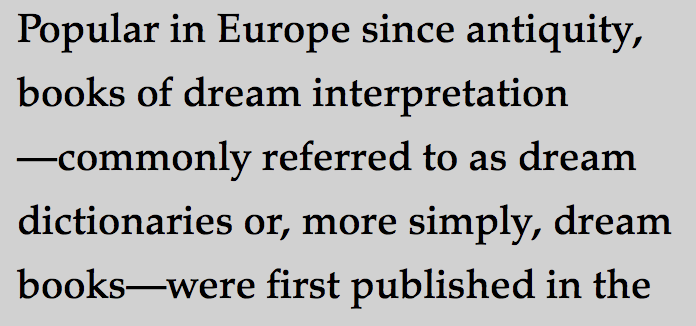 Popular in Europe since antiquity,
books of dream interpretation
—commonly referred to as dream
dictionaries or, more simply, dream
books—were first published in the